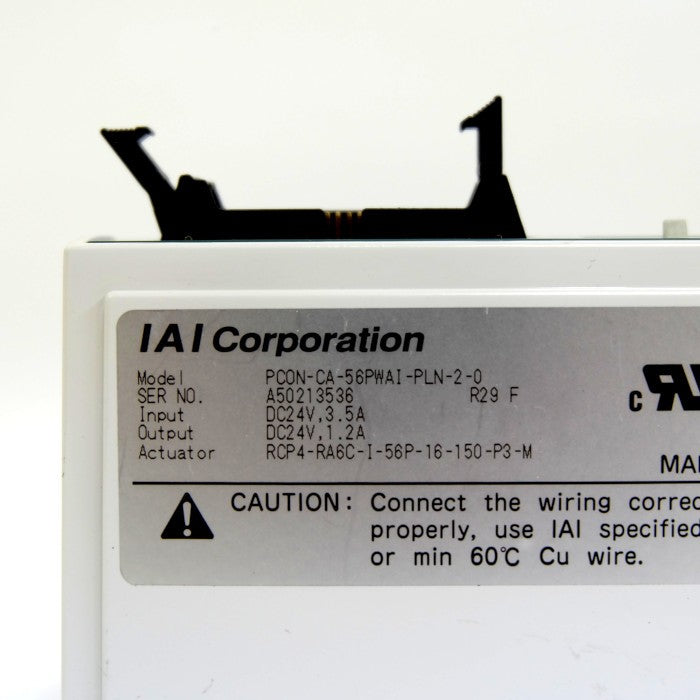 IAI Corporation
Model PCON-CA-56PWAI-PLN-2-0
SER NO. A50213536 R29 F
Input DC24V,3.5A
Output DC24V,1.2A
Actuator RCP4-RA6C-I-56P-16-150-P3-M
c
CAUTION: Connect the wiring
properly, use IAI specified
or min 60℃ Cu wire.